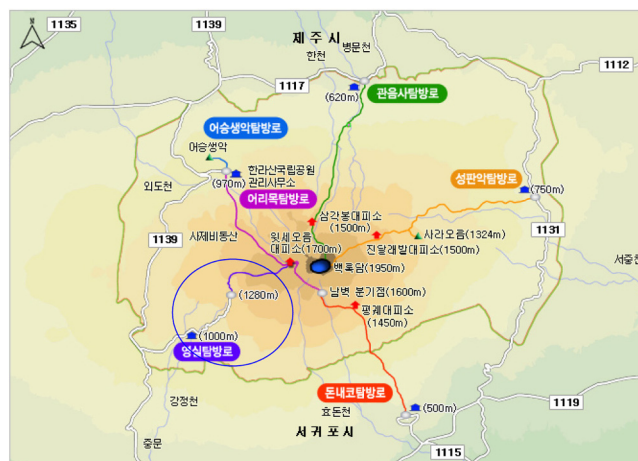 1135
1139
제주시
한천
병문천
1112
1117
(620m)
관음사탐방로
어승생악탐방로
어승생악
한라산국립공원
관리사무소
(970m)
외도천
어리목탐방로
성판악탐방로
(750m)
서중천
삼각봉대피소
(1500m)
사라오름(1324m)
1131
사제비동산
윗세오름
대피소(1700m)
진달래밭대피소(1500m)
1139
백록담(1950m)
(1280m)
남벽 분기점(1600m)
평궤대피소
(1450m)
(1000m)
영실탐방로
돈내코탐방로
강정천
효돈천
(500m)
1119
중문
서귀포시
1115